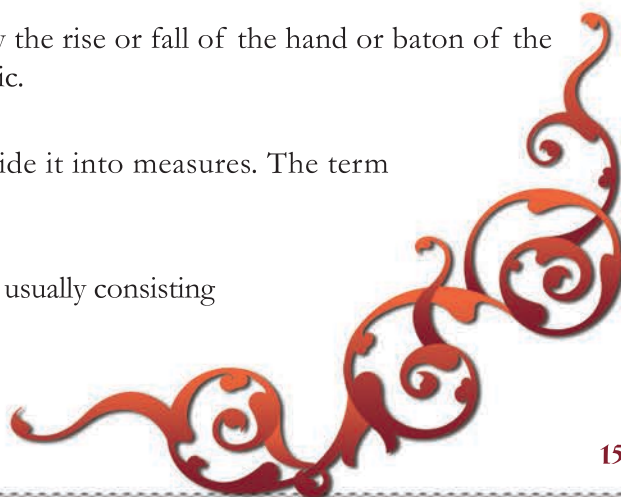 the rise or fall of the hand or baton of the
ic.
ide it into measures. The term
usually consisting
15